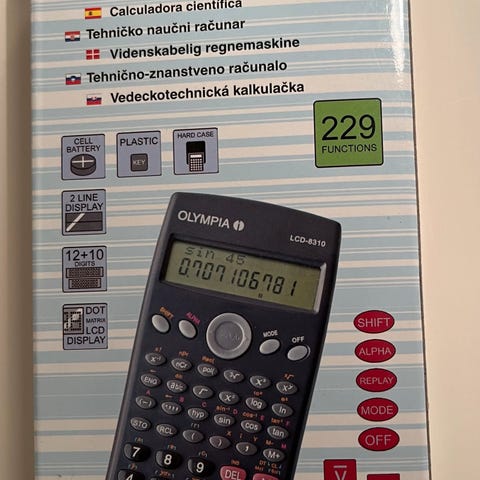 Calculadora científica
Tehničko naučni računar
Videnskabelig regnemaskine
Tehnično-znanstveno računalo
Vedeckotechnická kalkulačka
CELL
BATTERY
PLASTIC
KEY
HARD CASE
229
FUNCTIONS
2 LINE
DISPLAY
12+10
DIGITS
DOT
MATRIX
LCD
DISPLAY
OLYMPIA
LCD-8310
sin 45
0.707106781
SHIFT
ALPHA
MODE
OFF
ENG
hyp
sin
cos
tan
log
ln
STO
RCL
M+
7
8
9
DEL
4
SHIFT
ALPHA
REPLAY
MODE
OFF